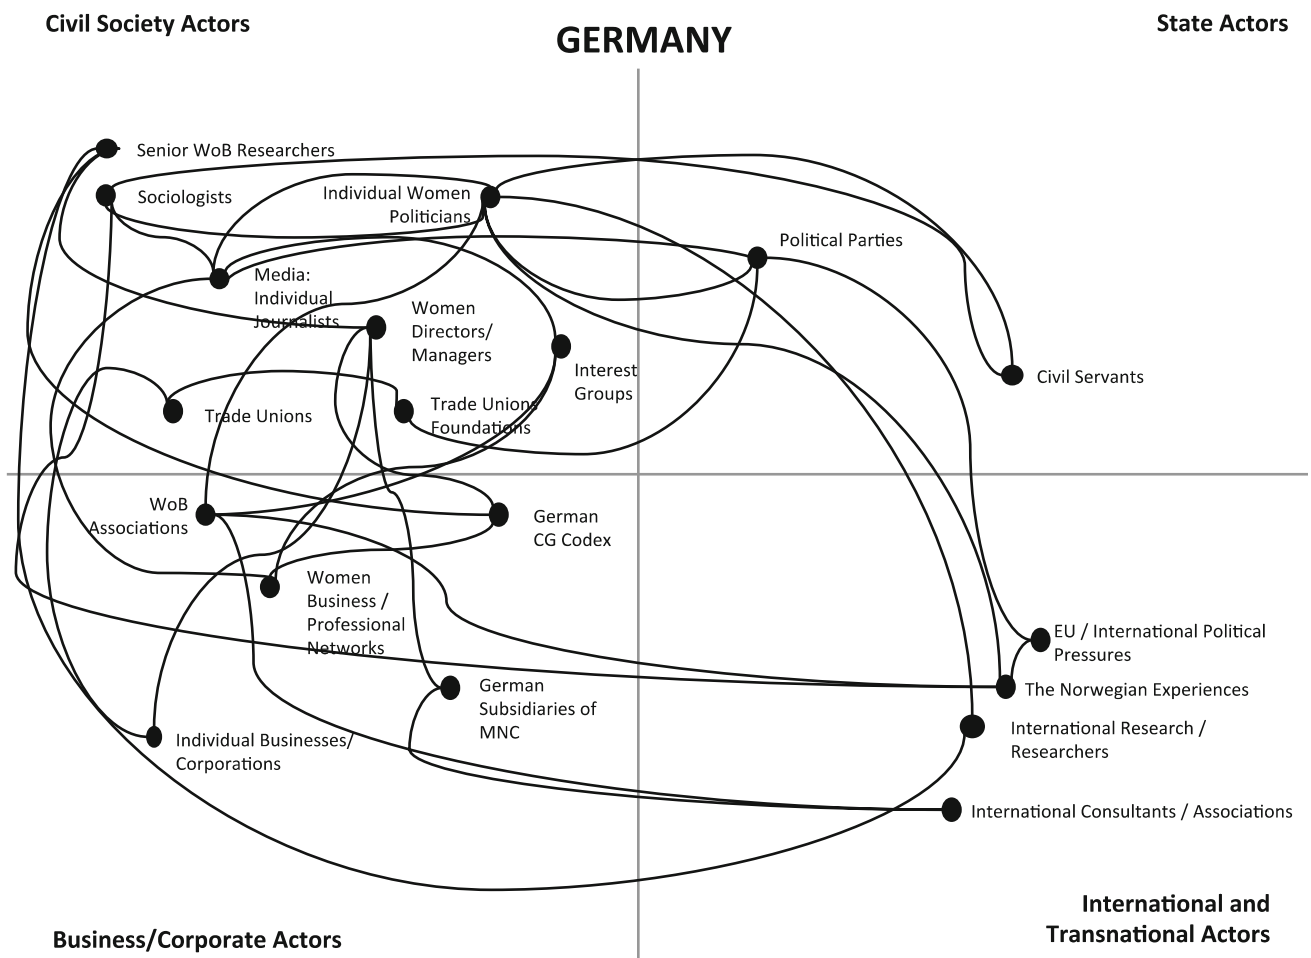 Civil Society Actors
GERMANY
State Actors
Senior WoB Researchers
Sociologists
Individual Women
Politicians
Political Parties
Media:
Individual
Journalists
Women
Directors/
Managers
Interest
Groups
Civil Servants
Trade Unions
Trade Unions
Foundations
WoB
Associations
German
CG Codex
Women
Business /
Professional
Networks
EU / International Political
Pressures
The Norwegian Experiences
German
Subsidiaries of
MNC
International Research /
Researchers
Individual Businesses/
Corporations
International Consultants / Associations
Business/Corporate Actors
International and
Transnational Actors